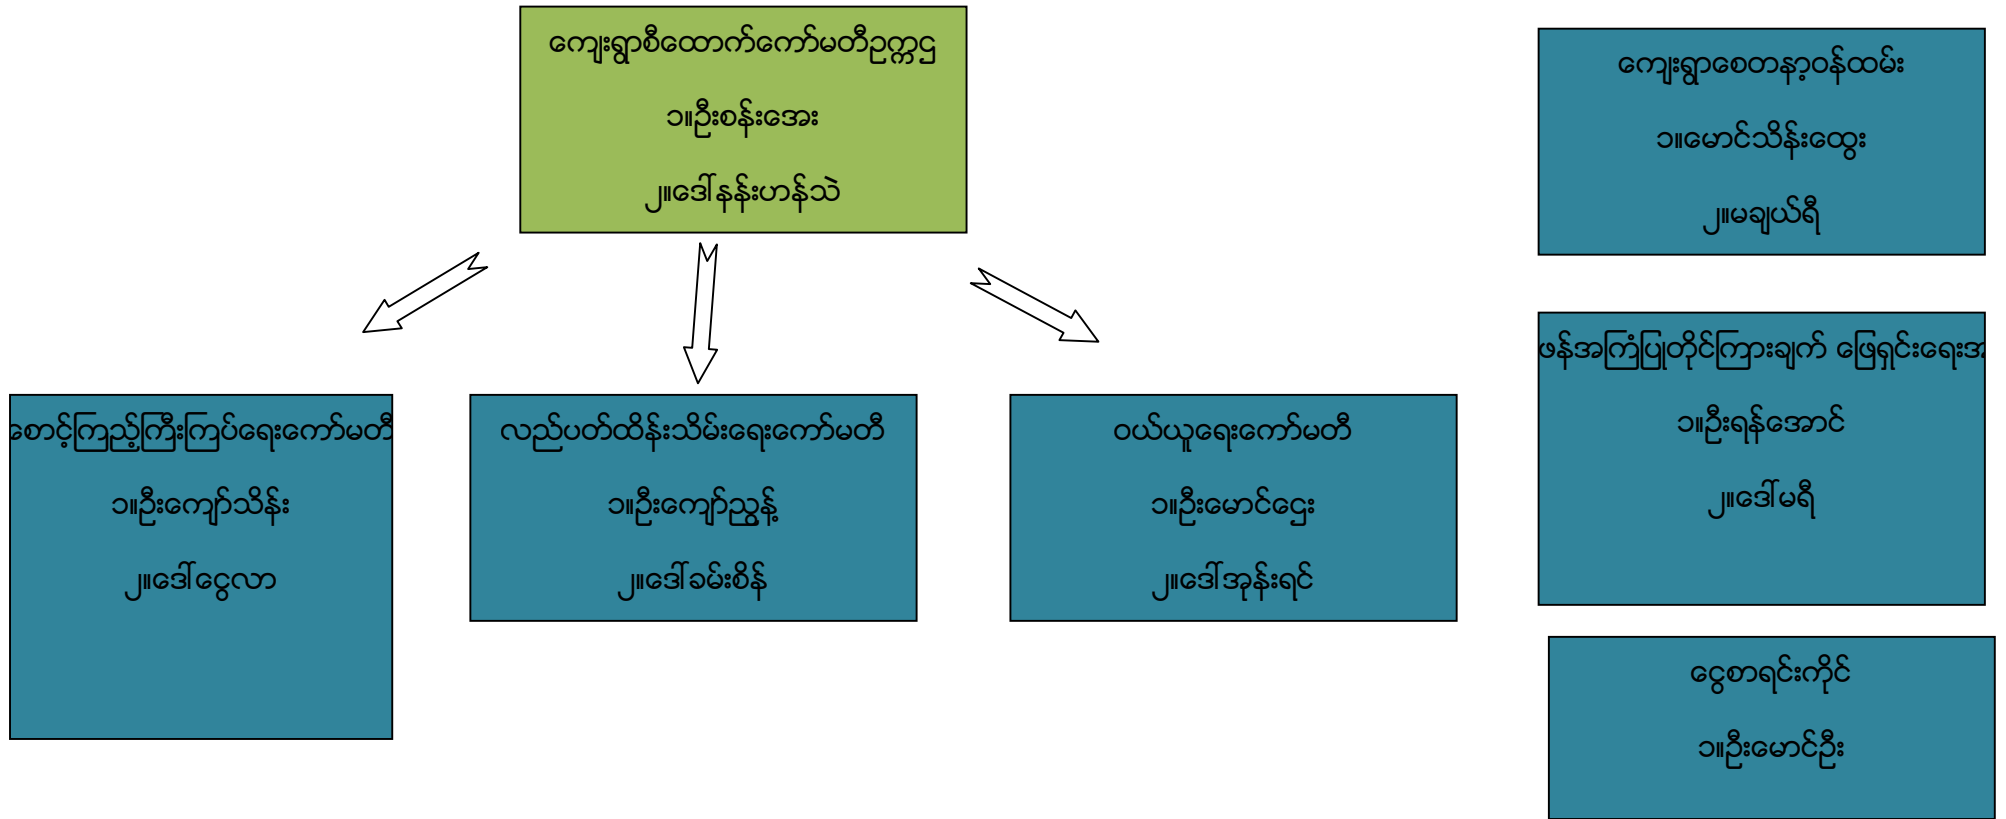 ကျေးရွာစီထောက်ကော်မတီဥက္ကဌ
၁။ဦးစန်းအေး
၂။ဒေါ်နန်းဟန်သဲ
စောင့်ကြည့်ကြီးကြပ်ရေးကော်မတီ
၁။ဦးကျော်သိန်း
၂။ဒေါ်ငွေလာ
လည်ပတ်ထိန်းသိမ်းရေးကော်မတီ
၁။ဦးကျော်ညွန့်
၂။ဒေါ်ခမ်းစိန်
ဝယ်ယူရေးကော်မတီ
၁။ဦးမောင်ဌေး
၂။ဒေါ်အုန်းရင်
ကျေးရွာစေတနာ့ဝန်ထမ်း
၁။မောင်သိန်းထွေး
၂။မချယ်ရီ
ဖန်အကြံပြုတိုင်ကြားချက် ဖြေရှင်းရေးအ
၁။ဦးရန်အောင်
၂။ဒေါ်မရီ
ငွေစာရင်းကိုင်
၁။ဦးမောင်ဦး